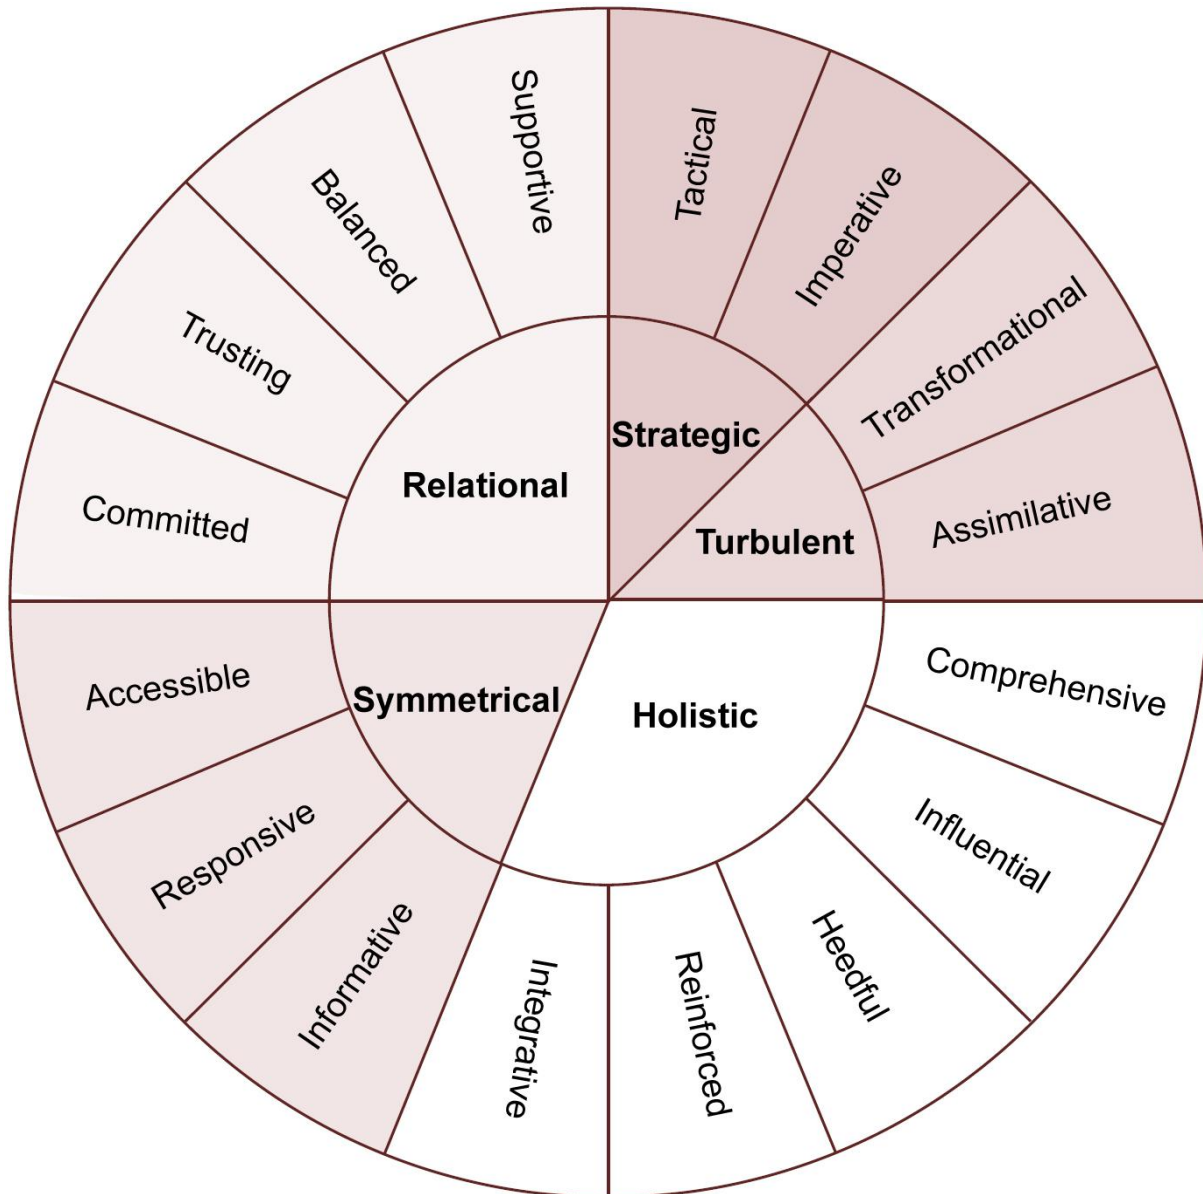 Strategic
Tactical
Imperative
Turbulent
Transformational
Assimilative
Holistic
Comprehensive
Influential
Heedful
Reinforced
Integrative
Symmetrical
Informative
Responsive
Accessible
Relational
Committed
Trusting
Balanced
Supportive